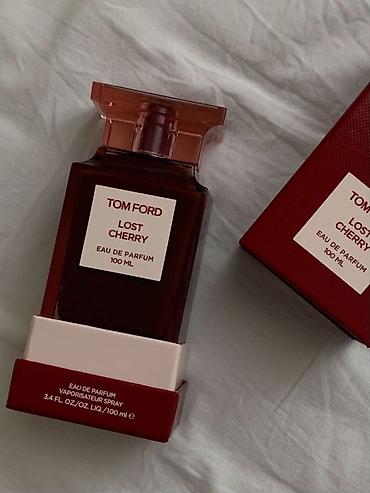 TOM FORD
LOST
CHERRY
EAU DE PARFUM
100 ML
EAU DE PARFUM
VAPORISATEUR SPRAY
3.4 FL. OZ./OZ. LIQ./100 ml e
TOM
LOST
CHERRY
EAU DE PARFUM
100 ML